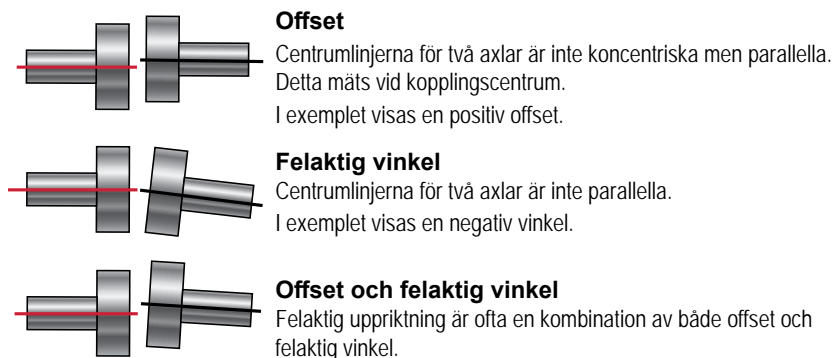 Offset
Centrumlinjerna för två axlar är inte koncentriska men parallella.
Detta mäts vid kopplingscentrum.
I exemplet visas en positiv offset.
Felaktig vinkel
Centrumlinjerna för två axlar är inte parallella.
I exemplet visas en negativ vinkel.
Offset och felaktig vinkel
Felaktig uppriktning är ofta en kombination av både offset och
felaktig vinkel.